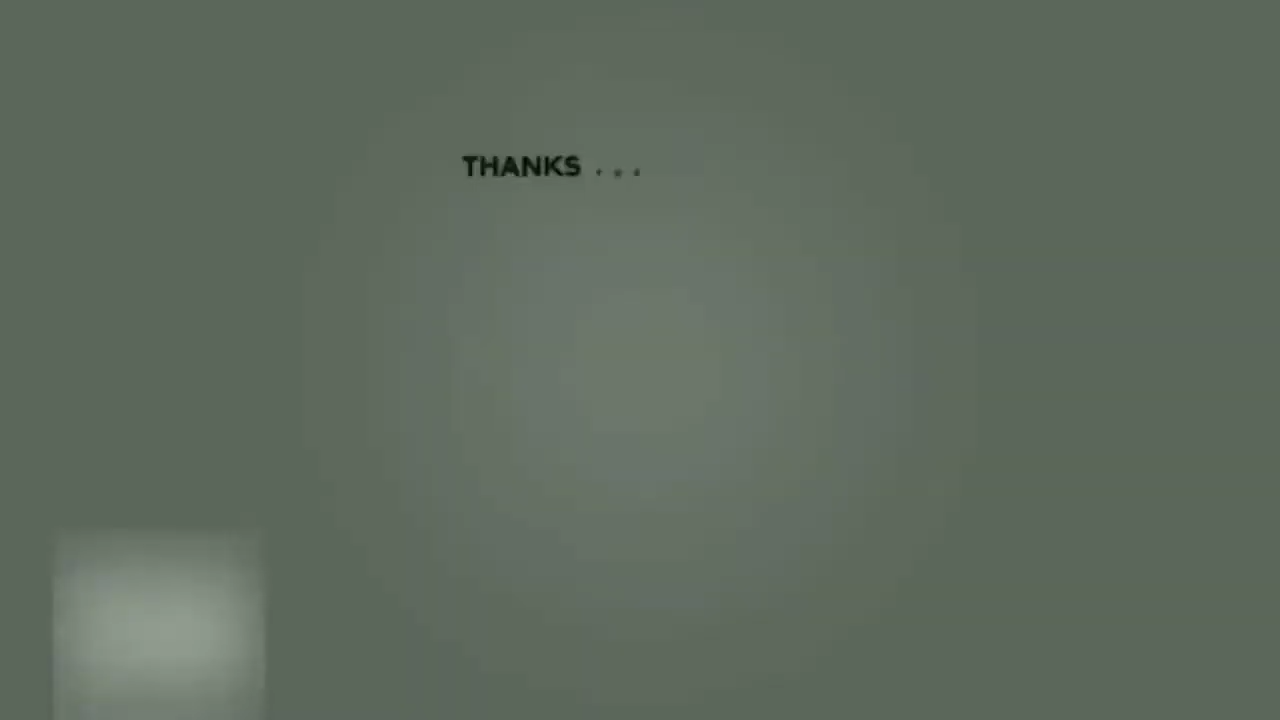 THANKS . . .